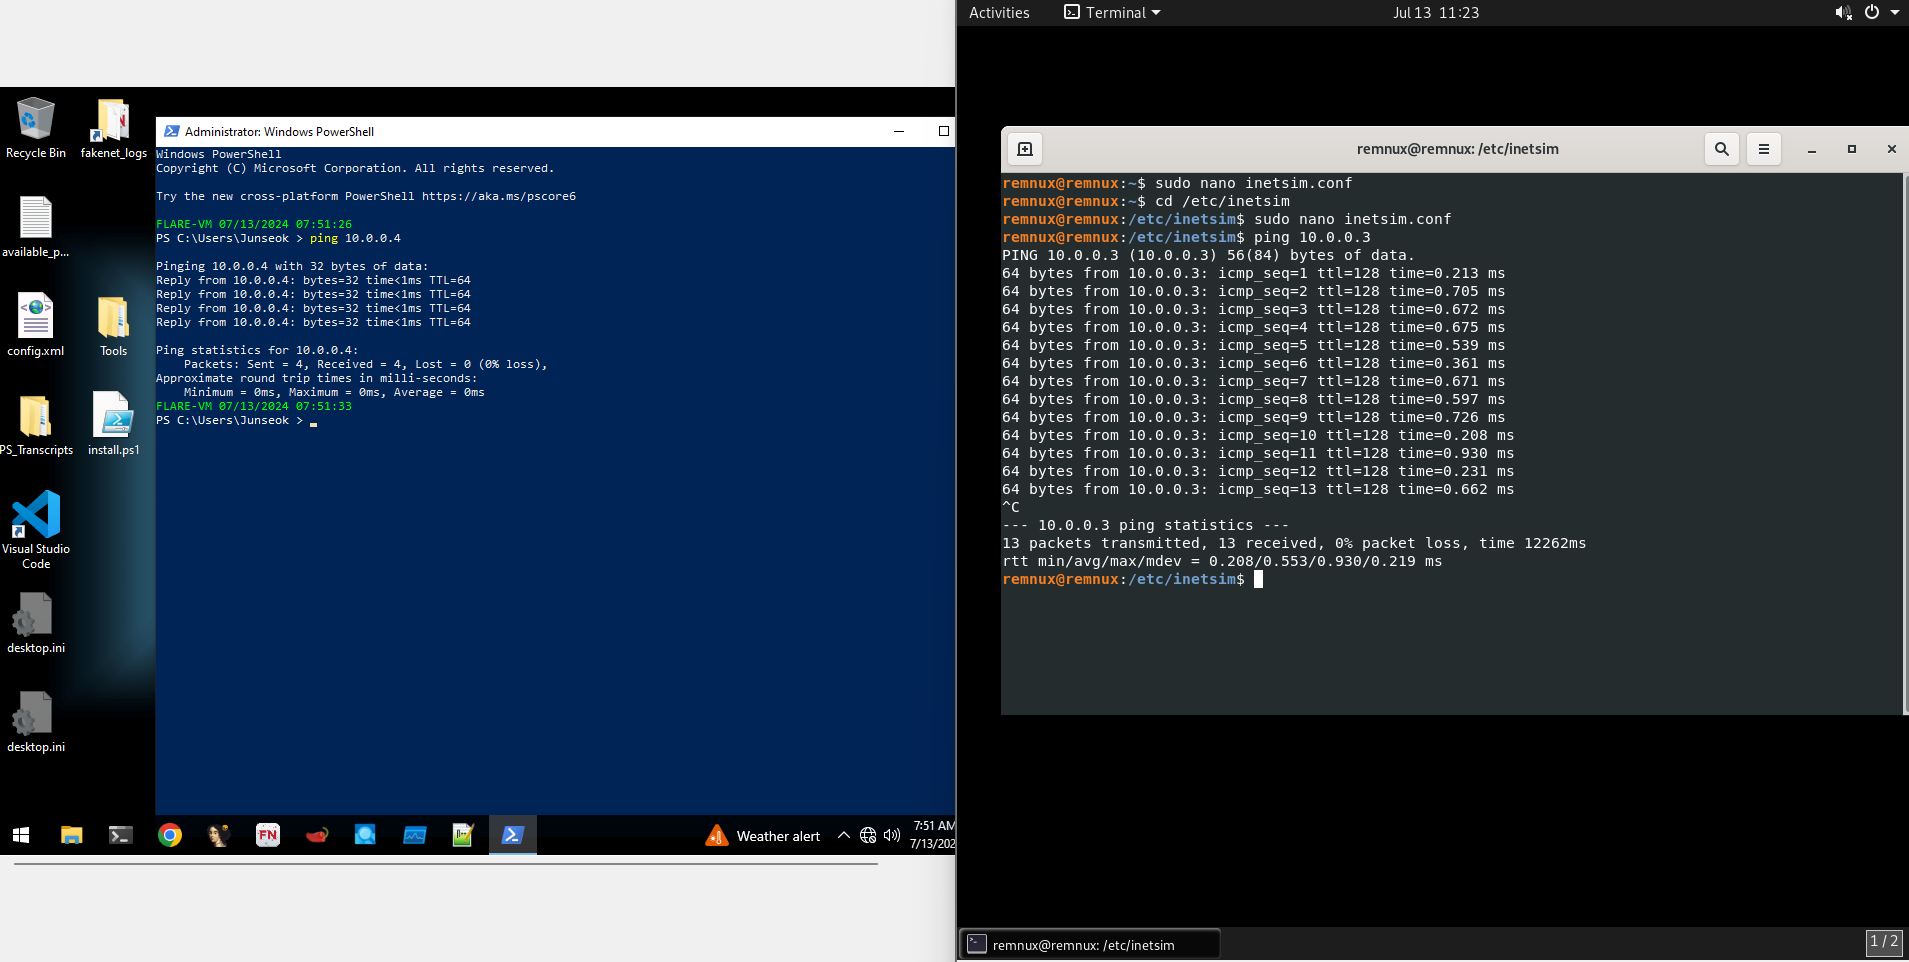 Recycle Bin
fakenet_logs
available_p...
config.xml
Tools
PS_Transcripts
install.ps1
Visual Studio
Code
desktop.ini
desktop.ini
Administrator: Windows PowerShell
Windows PowerShell
Copyright (C) Microsoft Corporation. All rights reserved.
Try the new cross-platform PowerShell https://aka.ms/pscore6
FLARE-VM 07/13/2024 07:51:26
PS C:\Users\Junseok > ping 10.0.0.4
Pinging 10.0.0.4 with 32 bytes of data:
Reply from 10.0.0.4: bytes=32 time<1ms TTL=64
Reply from 10.0.0.4: bytes=32 time<1ms TTL=64
Reply from 10.0.0.4: bytes=32 time<1ms TTL=64
Reply from 10.0.0.4: bytes=32 time<1ms TTL=64
Ping statistics for 10.0.0.4:
Packets: Sent = 4, Received = 4, Lost = 0 (0% loss),
Approximate round trip times in milli-seconds:
Minimum = 0ms, Maximum = 0ms, Average = 0ms
FLARE-VM 07/13/2024 07:51:33
PS C:\Users\Junseok >
FN
Weather alert
7:51 AM
7/13/202
Activities
Terminal
Jul 13 11:23
remnux@remnux: /etc/inetsim
remnux@remnux:~$ sudo nano inetsim.conf
remnux@remnux:~$ cd /etc/inetsim
remnux@remnux:/etc/inetsim$ sudo nano inetsim.conf
remnux@remnux:/etc/inetsim$ ping 10.0.0.3
PING 10.0.0.3 (10.0.0.3) 56(84) bytes of data.
64 bytes from 10.0.0.3: icmp_seq=1 ttl=128 time=0.213 ms
64 bytes from 10.0.0.3: icmp_seq=2 ttl=128 time=0.705 ms
64 bytes from 10.0.0.3: icmp_seq=3 ttl=128 time=0.672 ms
64 bytes from 10.0.0.3: icmp_seq=4 ttl=128 time=0.675 ms
64 bytes from 10.0.0.3: icmp_seq=5 ttl=128 time=0.539 ms
64 bytes from 10.0.0.3: icmp_seq=6 ttl=128 time=0.361 ms
64 bytes from 10.0.0.3: icmp_seq=7 ttl=128 time=0.671 ms
64 bytes from 10.0.0.3: icmp_seq=8 ttl=128 time=0.597 ms
64 bytes from 10.0.0.3: icmp_seq=9 ttl=128 time=0.726 ms
64 bytes from 10.0.0.3: icmp_seq=10 ttl=128 time=0.208 ms
64 bytes from 10.0.0.3: icmp_seq=11 ttl=128 time=0.930 ms
64 bytes from 10.0.0.3: icmp_seq=12 ttl=128 time=0.231 ms
64 bytes from 10.0.0.3: icmp_seq=13 ttl=128 time=0.662 ms
^C
--- 10.0.0.3 ping statistics ---
13 packets transmitted, 13 received, 0% packet loss, time 12262ms
rtt min/avg/max/mdev = 0.208/0.553/0.930/0.219 ms
remnux@remnux:/etc/inetsim$
remnux@remnux: /etc/inetsim
1 / 2